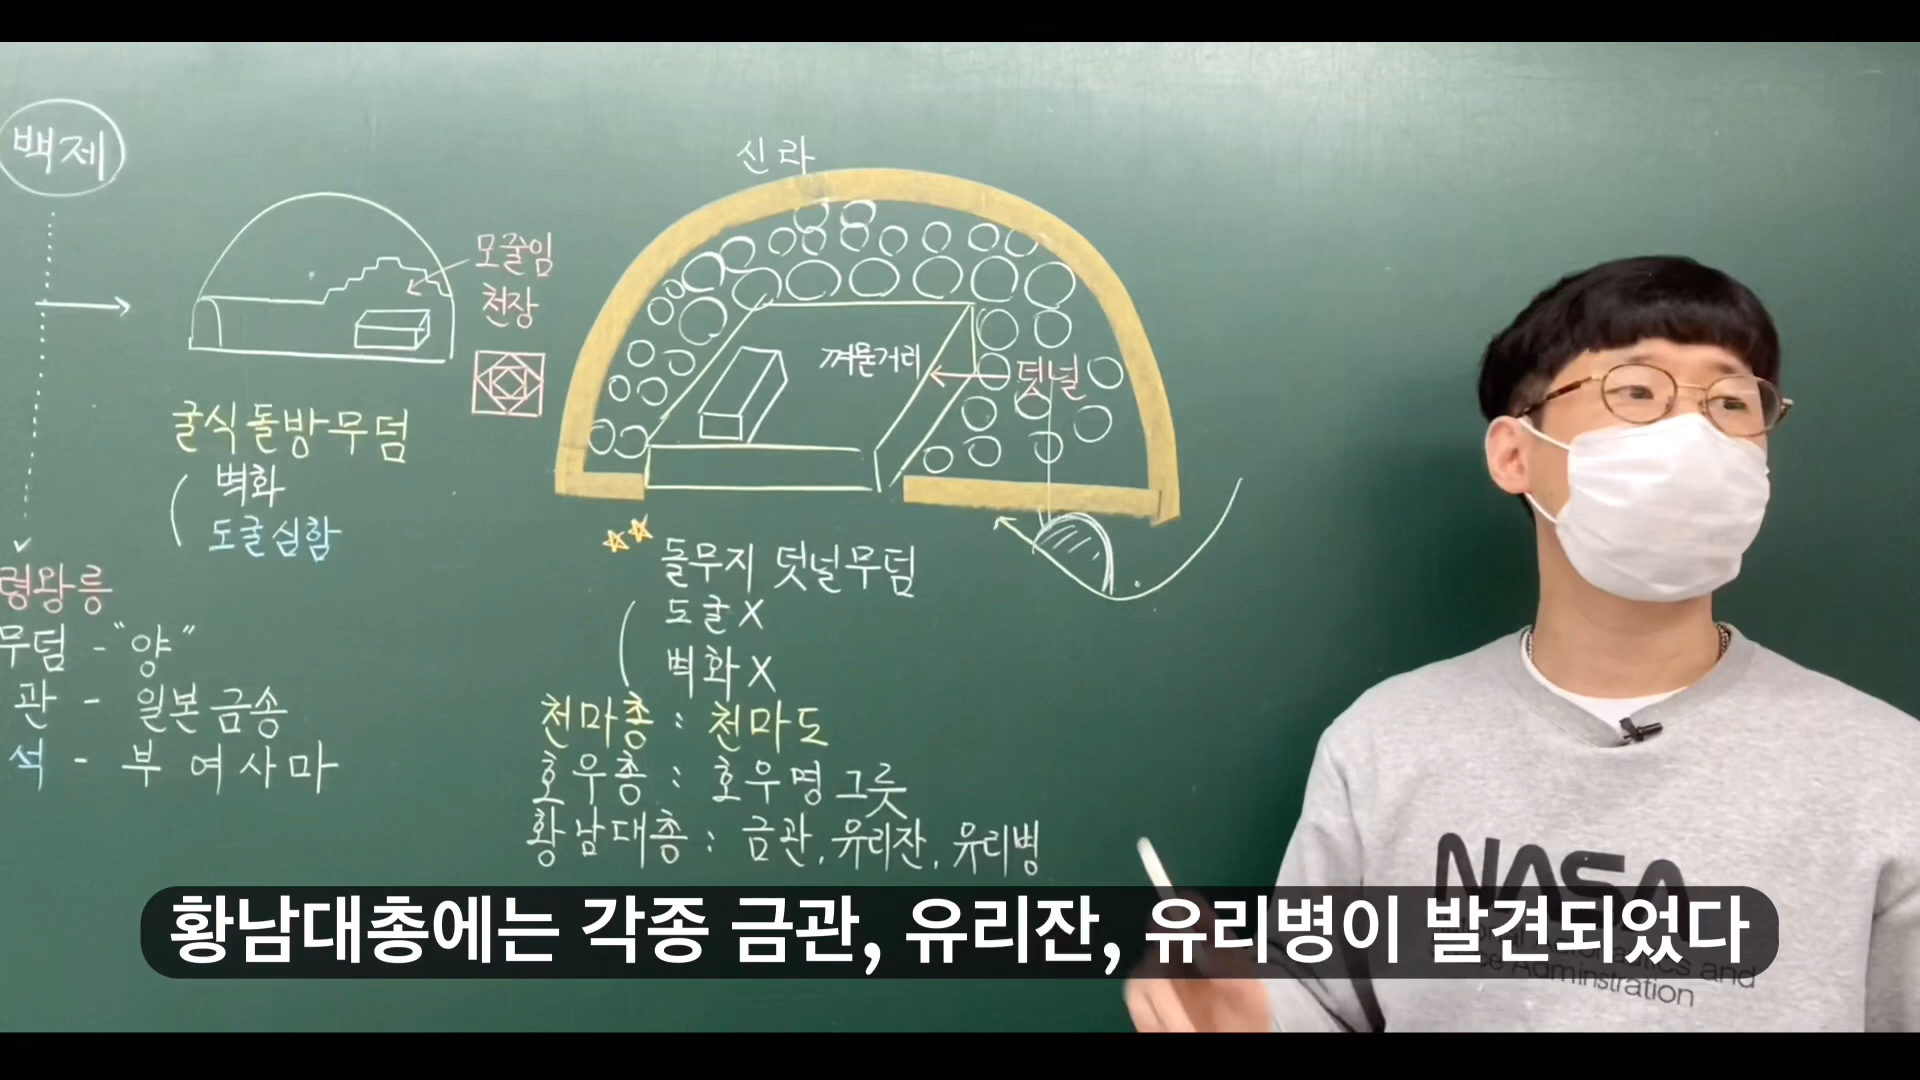 백제
모줄임
천장
굴식돌방무덤
벽화
도굴심함
령왕릉
무덤 - "양"
관 - 일본금송
석 - 부 여사마
신라
껴묻거리
덧널
돌무지 덧널무덤
도굴 X
벽화 X
천마총 : 천마도
호우총 : 호우명 그릇
황남대총 : 금관, 유리잔, 유리병
NASA
and
Adminstration
황남대총에는 각종 금관, 유리잔, 유리병이 발견되었다